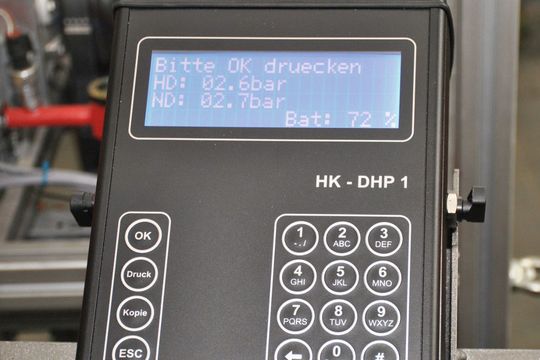 Bitte OK druecken
HD: 02.6bar
ND: 02.7bar
Bat: 72 %
HK - DHP 1
OK
Druck
Kopie
ESC
1
- . /
2
ABC
3
DEF
4
GHI
5
JKL
6
MNO
7
PQRS
8
TUV
9
WXYZ
←
0
#